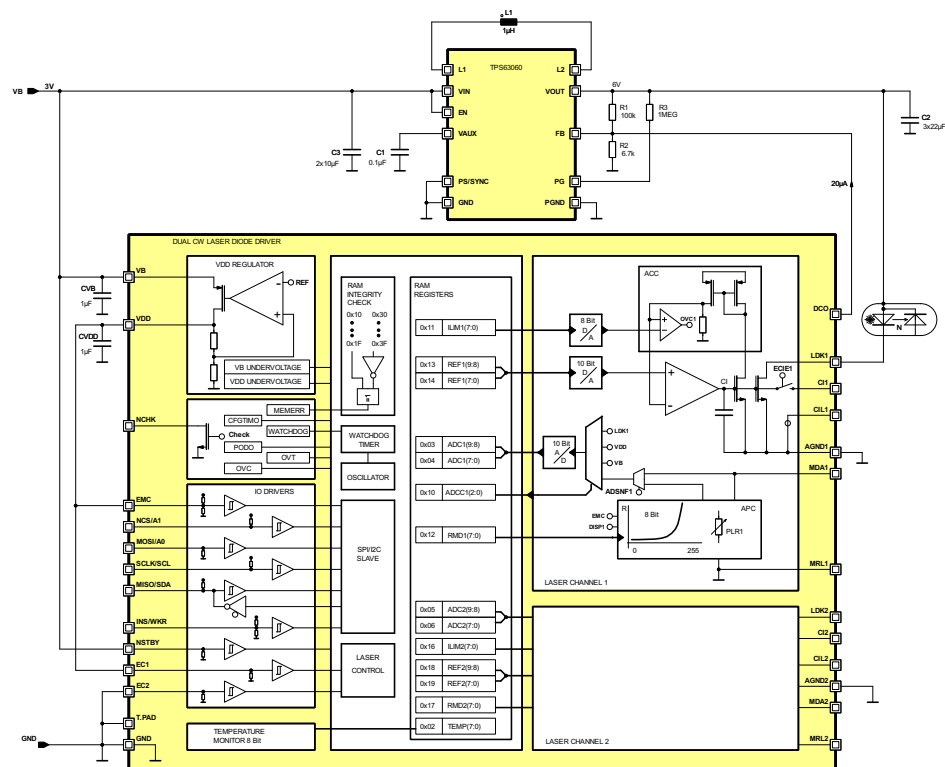 L1
1µH
TPS63060
L1
L2
VB
3V
VIN
VOUT
6V
EN
R1
100k
R3
1MEG
C2
3x22µF
VAUX
FB
C3
2x10µF
C1
0.1µF
R2
6.7k
PS/SYNC
PG
20µA
GND
PGND
DUAL CW LASER DIODE DRIVER
VB
CVB
1µF
VDD
CVDD
1µF
NCHK
EMC
NCS/A1
MOSI/A0
SCLK/SCL
MISO/SDA
INS/WKR
NSTBY
EC1
EC2
T.PAD
GND
GND
VDD REGULATOR
REF
VB UNDERVOLTAGE
VDD UNDERVOLTAGE
MEMERR
CFGTIMO
Check
WATCHDOG
PODO
OVT
OVC
IO DRIVERS
TEMPERATURE
MONITOR 8 Bit
RAM
INTEGRITY
CHECK
0x10 0x30
0x1F 0x3F
=1
WATCHDOG
TIMER
OSCILLATOR
SPI/I2C
SLAVE
LASER
CONTROL
RAM
REGISTERS
0x11 ILIM1(7:0)
0x13 REF1(9:8)
0x14 REF1(7:0)
0x03 ADC1(9:8)
0x04 ADC1(7:0)
0x10 ADCC1(2:0)
0x12 RMD1(7:0)
0x05 ADC2(9:8)
0x06 ADC2(7:0)
0x16 ILIM2(7:0)
0x18 REF2(9:8)
0x19 REF2(7:0)
0x17 RMD2(7:0)
0x02 TEMP(7:0)
ACC
OVC1
8 Bit
D
A
10 Bit
D
A
CI
ECIE1
10 Bit
A
D
LDK1
VDD
VB
ADSNF1
EMC
DISP1
R
8 Bit
0
255
APC
PLR1
LASER CHANNEL 1
LASER CHANNEL 2
DCO
N
LDK1
CI1
CIL1
AGND1
MDA1
MRL1
LDK2
CI2
CIL2
AGND2
MDA2
MRL2